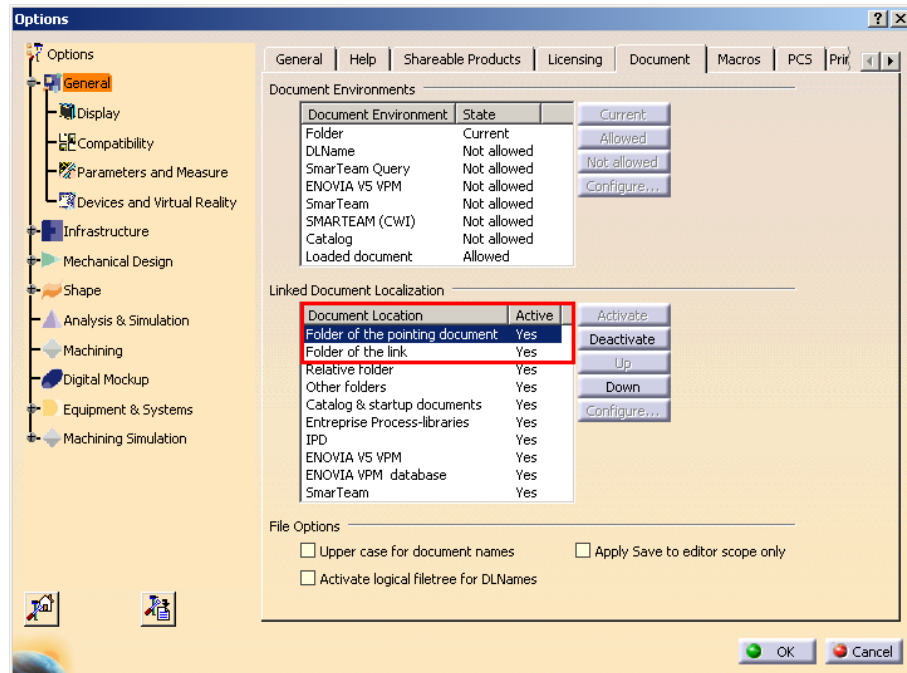 Options
Options
General
Display
Compatibility
Parameters and Measure
Devices and Virtual Reality
Infrastructure
Mechanical Design
Shape
Analysis & Simulation
Machining
Digital Mockup
Equipment & Systems
Machining Simulation
General Help Shareable Products Licensing Document Macros PCS
Document Environments
Document Environment State
Folder Current
DLName Not allowed
SmarTeam Query Not allowed
ENOVIA V5 VPM Not allowed
SmarTeam Not allowed
SMARTEAM (CWI) Not allowed
Catalog Not allowed
Loaded document Allowed
Current
Allowed
Not allowed
Configure...
Linked Document Localization
Document Location Active
Folder of the pointing document Yes
Folder of the link Yes
Relative folder Yes
Other folders Yes
Catalog & startup documents Yes
Entreprise Process-libraries Yes
IPD Yes
ENOVIA V5 VPM Yes
ENOVIA VPM database Yes
SmarTeam Yes
Activate
Deactivate
Up
Down
Configure...
File Options
Upper case for document names
Apply Save to editor scope only
Activate logical filetree for DLNames
OK Cancel